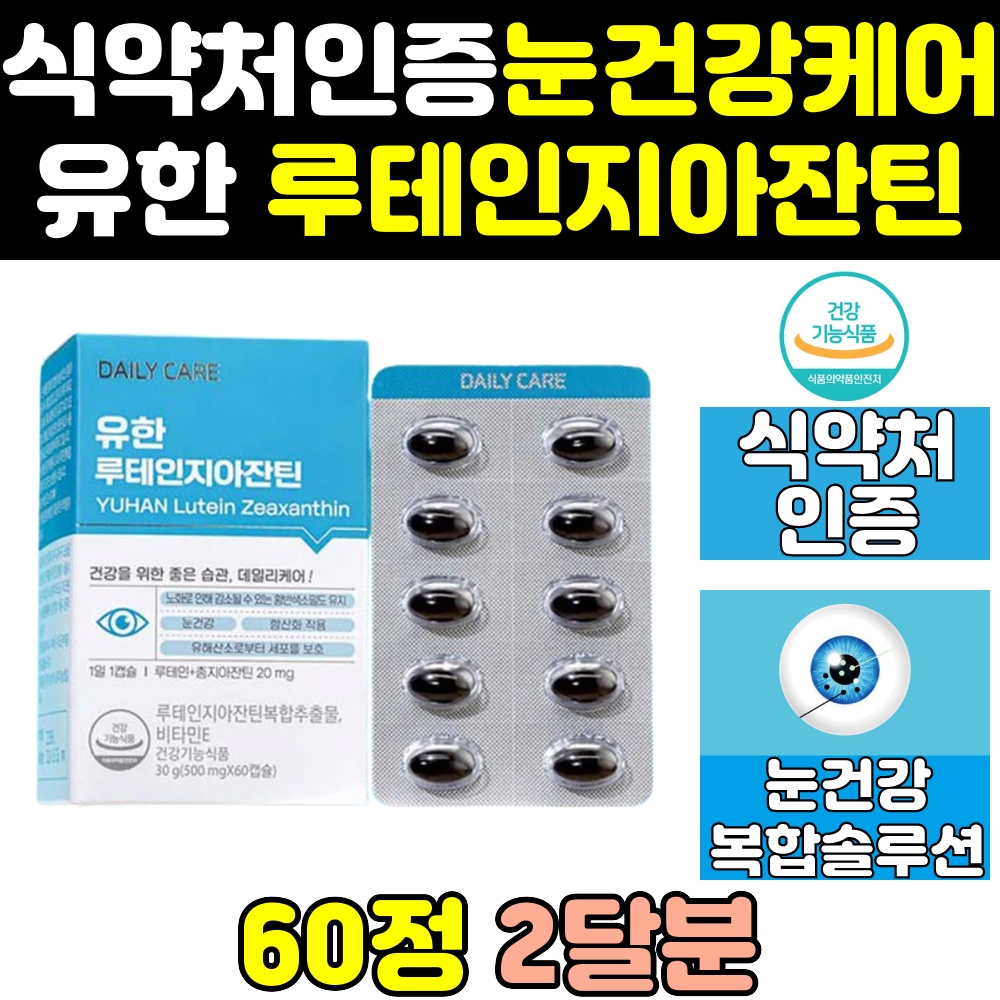 식약처인증눈건강케어
유한 루테인지아잔틴
건강
기능식품
식품의약품안전처
식약처
인증
DAILY CARE
유한
루테인지아잔틴
YUHAN Lutein Zeaxanthin
건강을 위한 좋은 습관, 데일리케어!
노화로 인해 감소될 수 있는 황반색소밀도 유지
눈건강
항산화 작용
유해산소로부터 세포를 보호
1일 1캡슐 I 루테인+총지아잔틴 20 mg
건강
기능식품
식품의약품안전처
루테인지아잔틴복합추출물,
비타민E
건강기능식품
30 g(500 mgX60캡슐)
DAILY CARE
눈건강
복합솔루션
60정 2달분